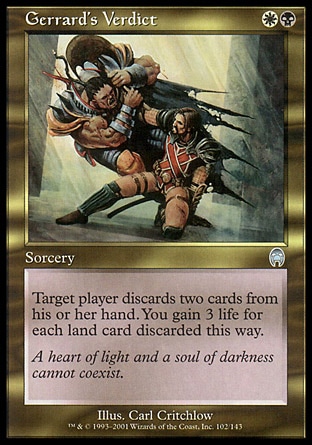 Gerrard's Verdict
Sorcery
Target player discards two cards from
his or her hand. You gain 3 life for
each land card discarded this way.
A heart of light and a soul of darkness
cannot coexist.
Illus. Carl Critchlow
™ & © 1993-2001 Wizards of the Coast, Inc. 102/143